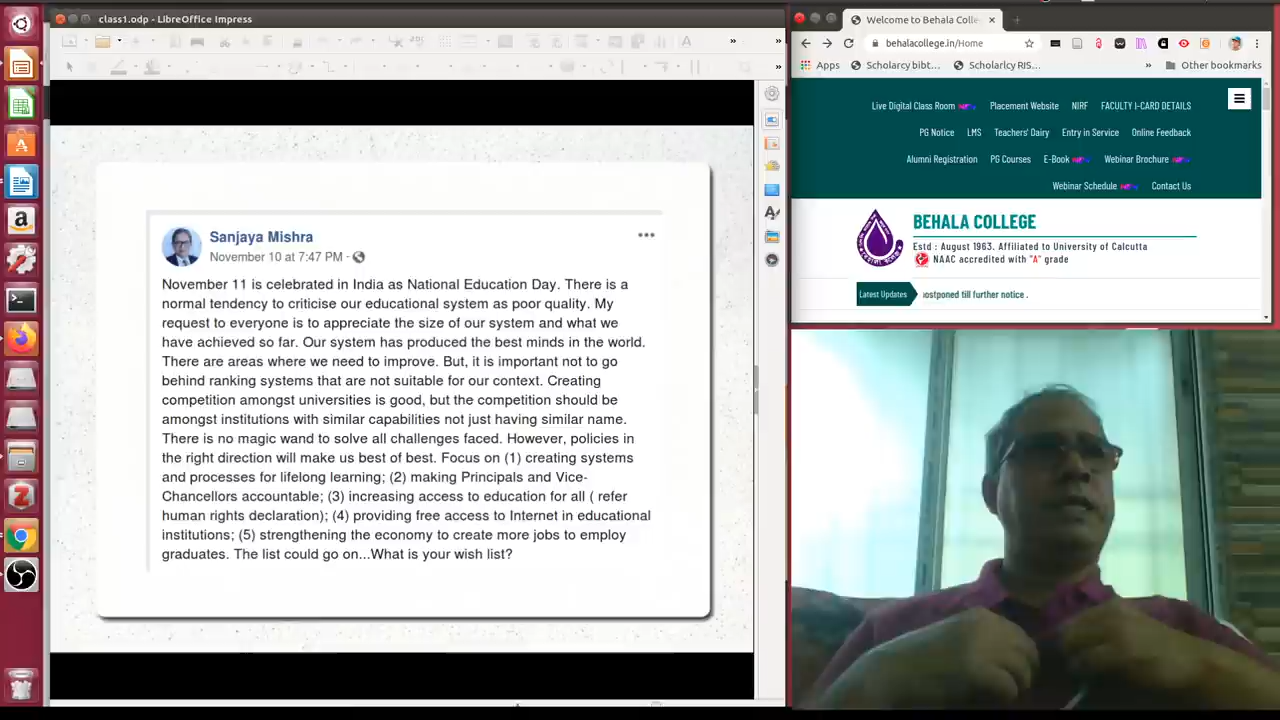 class1.odp - LibreOffice Impress
Sanjaya Mishra
November 10 at 7:47 PM
November 11 is celebrated in India as National Education Day. There is a
normal tendency to criticise our educational system as poor quality. My
request to everyone is to appreciate the size of our system and what we
have achieved so far. Our system has produced the best minds in the world.
There are areas where we need to improve. But, it is important not to go
behind ranking systems that are not suitable for our context. Creating
competition amongst universities is good, but the competition should be
amongst institutions with similar capabilities not just having similar name.
There is no magic wand to solve all challenges faced. However, policies in
the right direction will make us best of best. Focus on (1) creating systems
and processes for lifelong learning; (2) making Principals and Vice-
Chancellors accountable; (3) increasing access to education for all ( refer
human rights declaration); (4) providing free access to Internet in educational
institutions; (5) strengthening the economy to create more jobs to employ
graduates. The list could go on...What is your wish list?
Welcome to Behala Colle
behalacollege.in/Home
Apps Scholarcy bibt... Scholarlcy RIS... » Other bookmarks
Live Digital Class Room Placement Website NIRF FACULTY I-CARD DETAILS
PG Notice LMS Teachers' Dairy Entry in Service Online Feedback
Alumni Registration PG Courses E-Book Webinar Brochure
Webinar Schedule Contact Us
BEHALA COLLEGE
Estd : August 1963. Affiliated to University of Calcutta
NAAC accredited with "A" grade
Latest Updates ostponed till further notice .